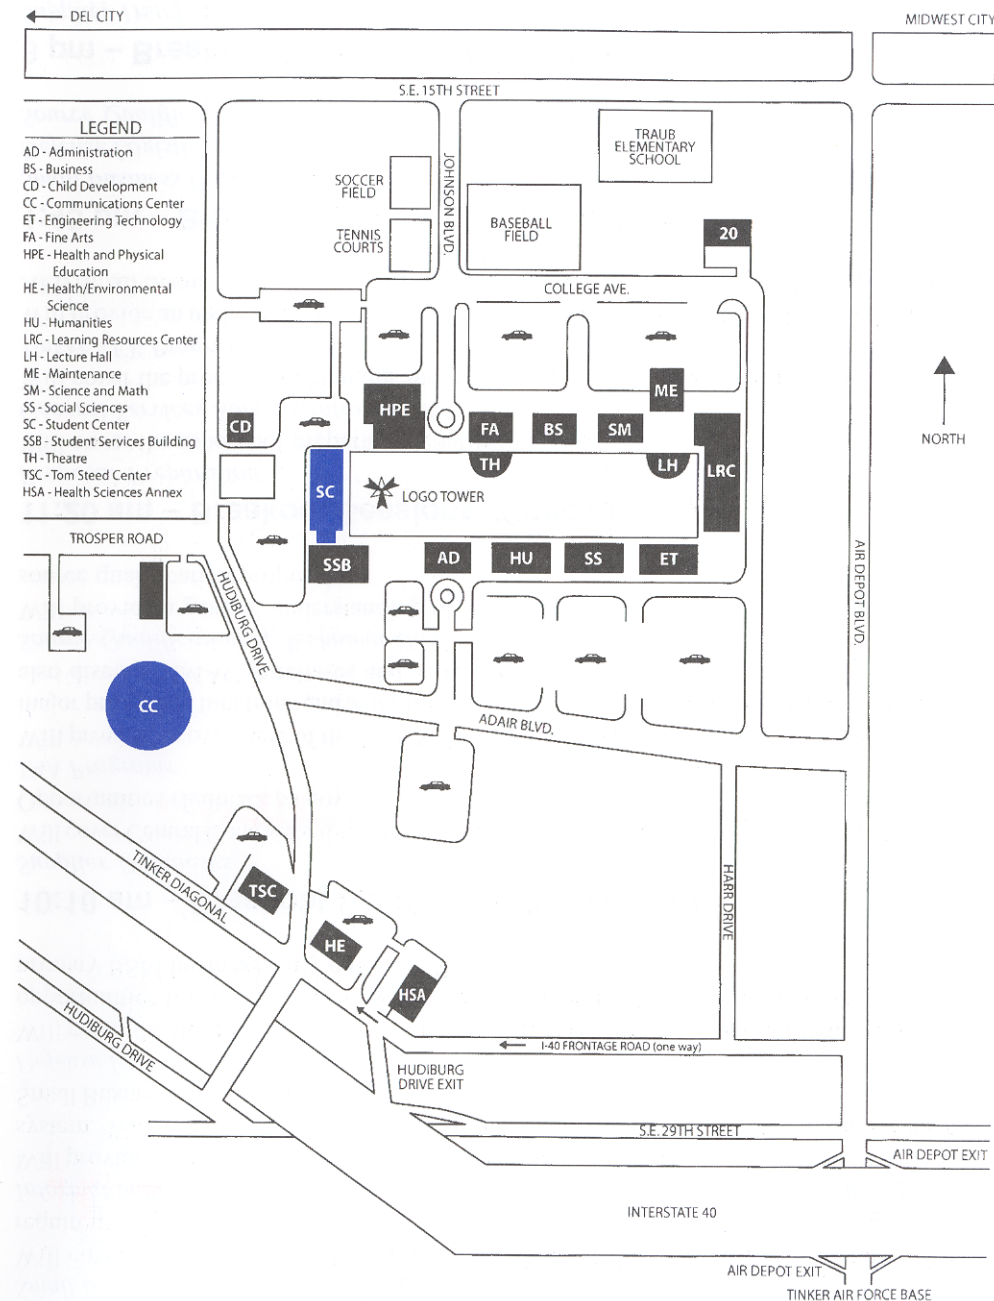 DEL CITY
MIDWEST CITY
S.E. 15TH STREET
LEGEND
AD - Administration
BS - Business
CD - Child Development
CC - Communications Center
ET - Engineering Technology
FA - Fine Arts
HPE - Health and Physical
Education
HE - Health/Environmental
Science
HU - Humanities
LRC - Learning Resources Center
LH - Lecture Hall
ME - Maintenance
SM - Science and Math
SS - Social Sciences
SC - Student Center
SSB - Student Services Building
TH - Theatre
TSC - Tom Steed Center
HSA - Health Sciences Annex
TRAUB
ELEMENTARY
SCHOOL
SOCCER
FIELD
JOHNSON BLVD.
TENNIS
COURTS
BASEBALL
FIELD
20
COLLEGE AVE.
ME
HPE
CD
FA
BS
SM
TH
LH
LRC
NORTH
SC
LOGO TOWER
TROSPER ROAD
SSB
AD
HU
SS
ET
AIR DEPOT BLVD.
HUDIBURG DRIVE
CC
ADAIR BLVD.
TINKER DIAGONAL
TSC
HARR DRIVE
HE
HSA
HUDIBURG DRIVE
I-40 FRONTAGE ROAD (one way)
HUDIBURG
DRIVE EXIT
S.E. 29TH STREET
AIR DEPOT EXIT
INTERSTATE 40
AIR DEPOT EXIT
TINKER AIR FORCE BASE